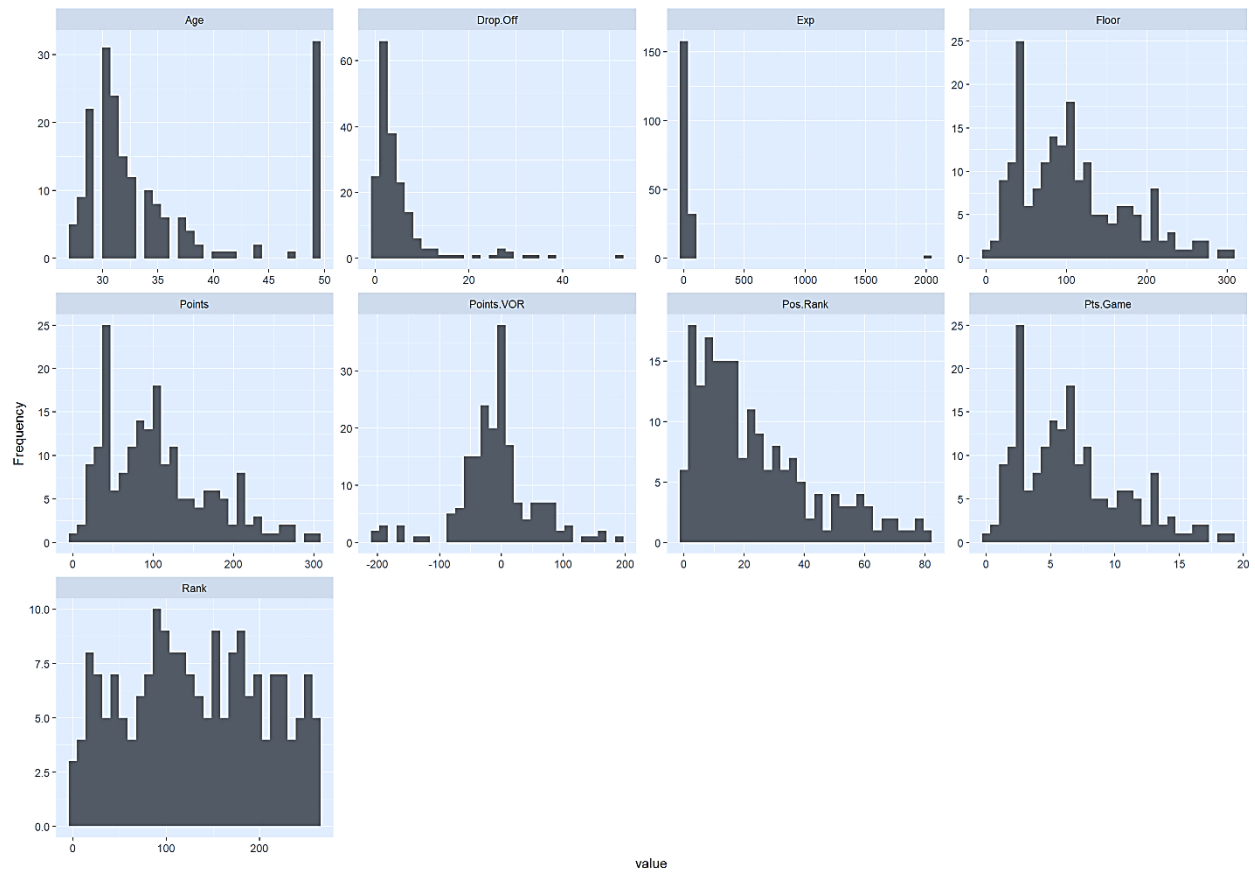 Age
Drop.Off
Exp
Floor
30
20
10
0
60
40
20
0
150
100
50
0
25
20
15
10
5
0
30 35 40 45 50
0 20 40
0 500 1000 1500 2000
0 100 200 300
Points
Points.VOR
Pos.Rank
Pts.Game
Frequency
25
20
15
10
5
0
30
20
10
0
15
10
5
0
25
20
15
10
5
0
0 100 200 300
-200 -100 0 100 200
0 20 40 60 80
0 5 10 15 20
Rank
10.0
7.5
5.0
2.5
0.0
0 100 200
value